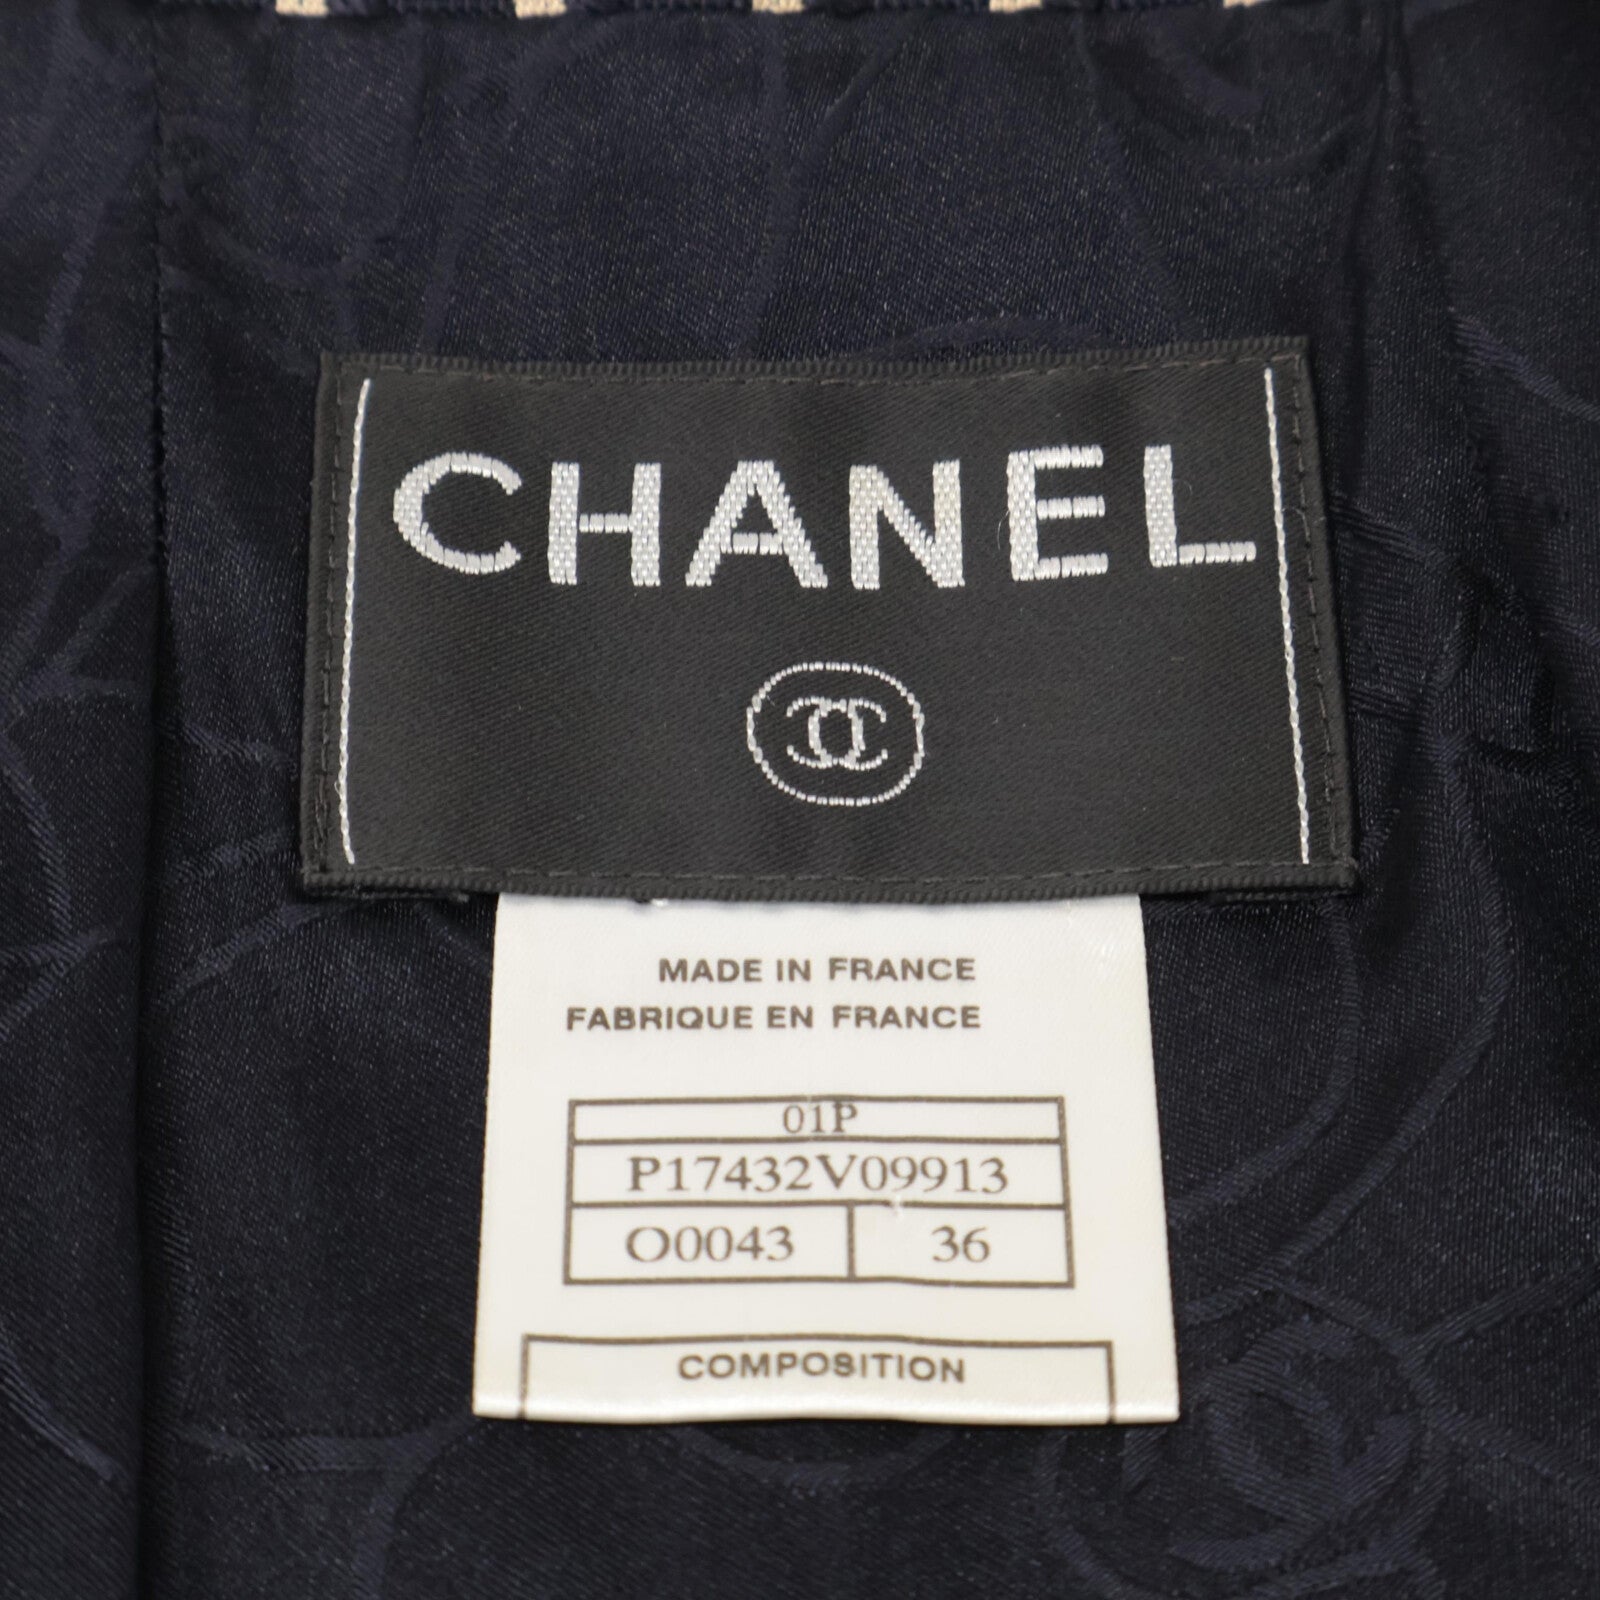 CHANEL
MADE IN FRANCE
FABRIQUE EN FRANCE
01P
P17432V09913
O0043 36
COMPOSITION